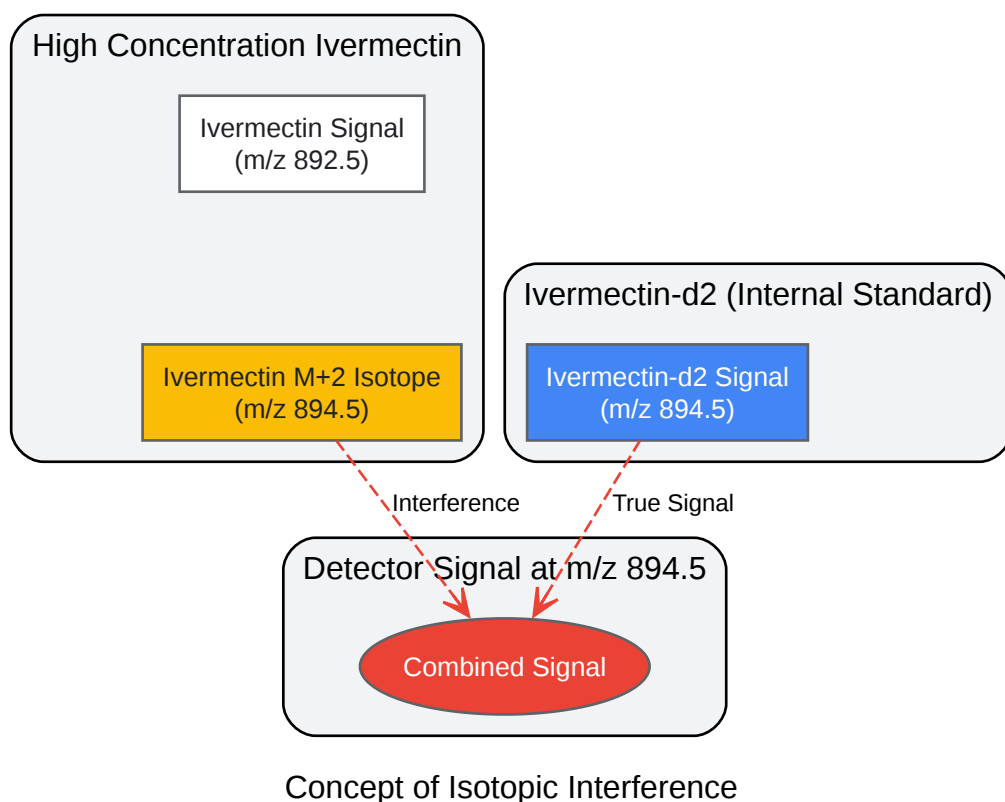 High Concentration Ivermectin
Ivermectin Signal
(m/z 892.5)
Ivermectin-d2 (Internal Standard)
Ivermectin M+2 Isotope
(m/z 894.5)
Ivermectin-d2 Signal
(m/z 894.5)
Interference
True Signal
Detector Signal at m/z 894.5
Combined Signal
Concept of Isotopic Interference